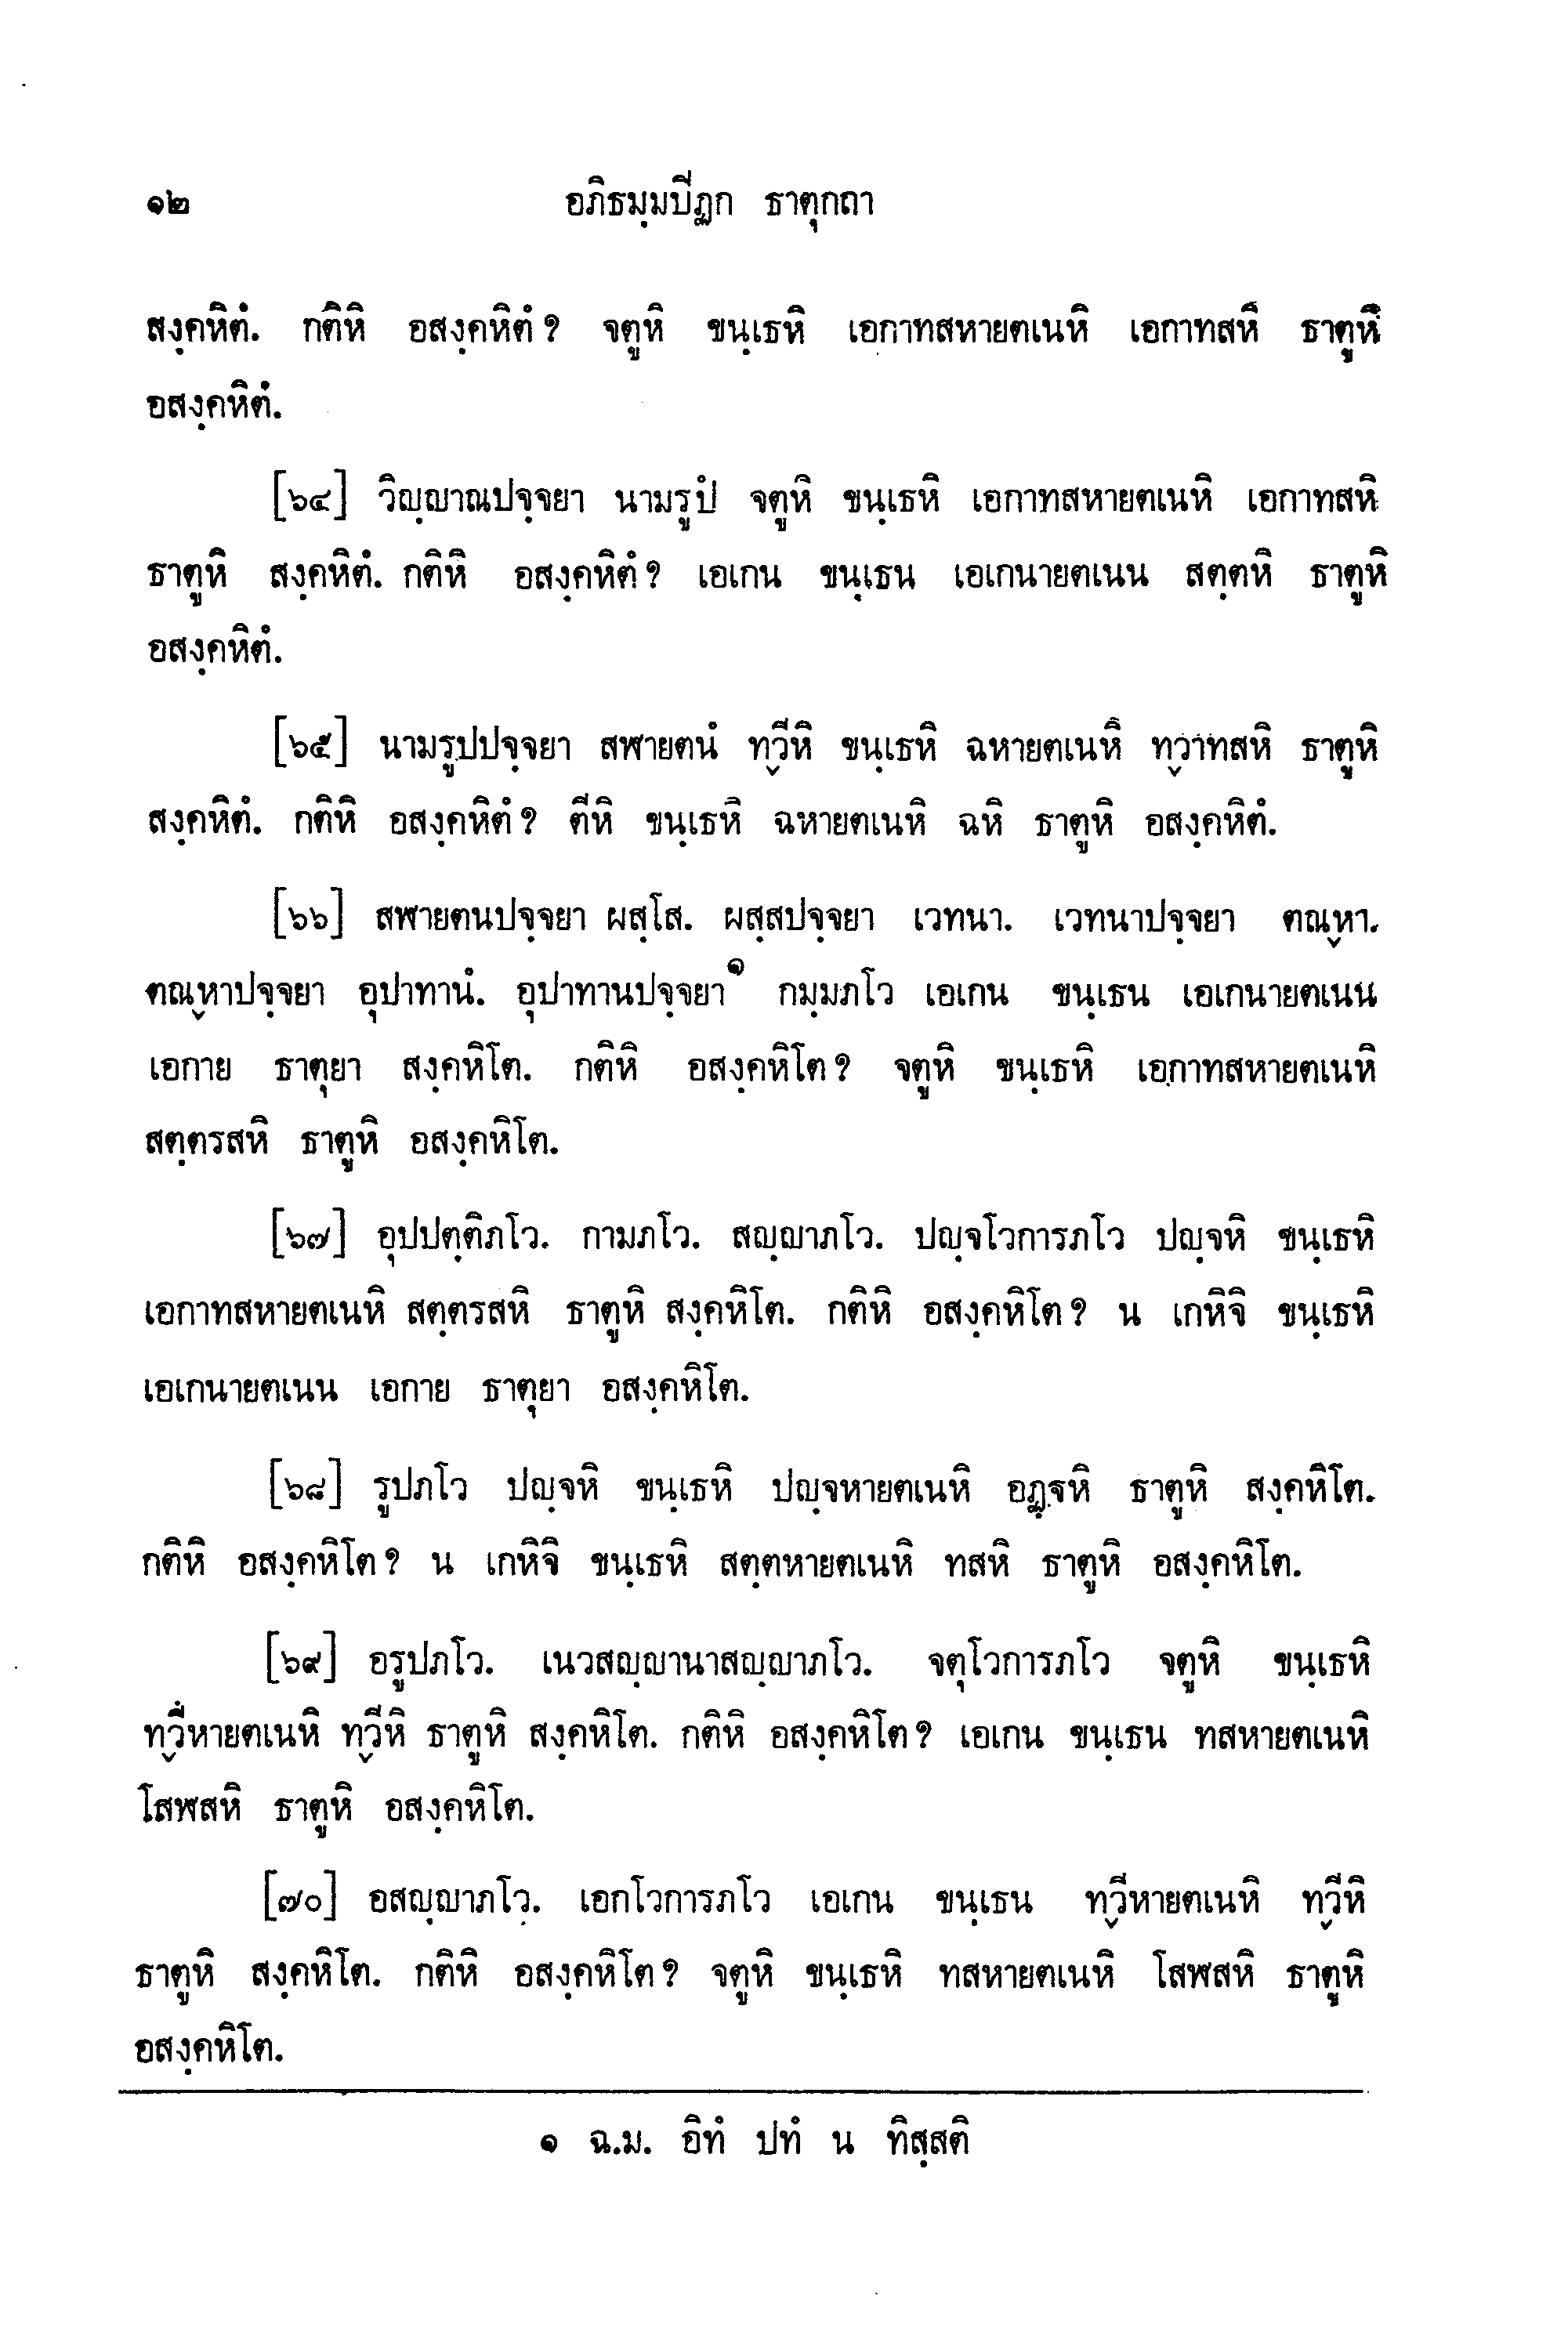 ๑๒ อภิธมฺมปีฏก ธาตุกถา
สงฺคหิตํ. กติหิ อสงฺคหิตํ? จตูหิ ขนฺเธหิ เอกาทสหายตเนหิ เอกาทสหิ ธาตูหิ
อสงฺคหิตํ.
[๖๔] วิญฺญาณปจฺจยา นามรูปํ จตูหิ ขนฺเธหิ เอกาทสหายตเนหิ เอกาทสหิ
ธาตูหิ สงฺคหิตํ. กติหิ อสงฺคหิตํ? เอเกน ขนฺเธน เอเกนายตเนน สตฺตหิ ธาตูหิ
อสงฺคหิตํ.
[๖๕] นามรูปปจฺจยา สฬายตนํ ทฺวีหิ ขนฺเธหิ ฉหายตเนหิ ทฺวาทสหิ ธาตูหิ
สงฺคหิตํ. กติหิ อสงฺคหิตํ? ตีหิ ขนฺเธหิ ฉหายตเนหิ ฉหิ ธาตูหิ อสงฺคหิตํ.
[๖๖] สฬายตนปจฺจยา ผสฺโส. ผสฺสปจฺจยา เวทนา. เวทนาปจฺจยา ตณฺหา.
ตณฺหาปจฺจยา อุปาทานํ. อุปาทานปจฺจยา๑ กมฺมภโว เอเกน ขนฺเธน เอเกนายตเนน
เอกาย ธาตุยา สงฺคหิโต. กติหิ อสงฺคหิโต? จตูหิ ขนฺเธหิ เอกาทสหายตเนหิ
สตฺตรสหิ ธาตูหิ อสงฺคหิโต.
[๖๗] อุปปตฺติภโว. กามภโว. สญฺญาภโว. ปญฺจโวการภโว ปญฺจหิ ขนฺเธหิ
เอกาทสหายตเนหิ สตฺตรสหิ ธาตูหิ สงฺคหิโต. กติหิ อสงฺคหิโต? น เกหิจิ ขนฺเธหิ
เอเกนายตเนน เอกาย ธาตุยา อสงฺคหิโต.
[๖๘] รูปภโว ปญฺจหิ ขนฺเธหิ ปญฺจหายตเนหิ อฏฺฐหิ ธาตูหิ สงฺคหิโต.
กติหิ อสงฺคหิโต? น เกหิจิ ขนฺเธหิ สตฺตหายตเนหิ ทสหิ ธาตูหิ อสงฺคหิโต.
[๖๙] อรูปภโว. เนวสญฺญานาสญฺญาภโว. จตุโวการภโว จตูหิ ขนฺเธหิ
ทฺวีหายตเนหิ ทฺวีหิ ธาตูหิ สงฺคหิโต. กติหิ อสงฺคหิโต? เอเกน ขนฺเธน ทสหายตเนหิ
โสฬสหิ ธาตูหิ อสงฺคหิโต.
[๗๐] อสญฺญาภโว. เอกโวการภโว เอเกน ขนฺเธน ทฺวีหายตเนหิ ทฺวีหิ
ธาตูหิ สงฺคหิโต. กติหิ อสงฺคหิโต? จตูหิ ขนฺเธหิ ทสหายตเนหิ โสฬสหิ ธาตูหิ
อสงฺคหิโต.
๑ ฉ.ม. อิทํ ปทํ น ทิสฺสติ